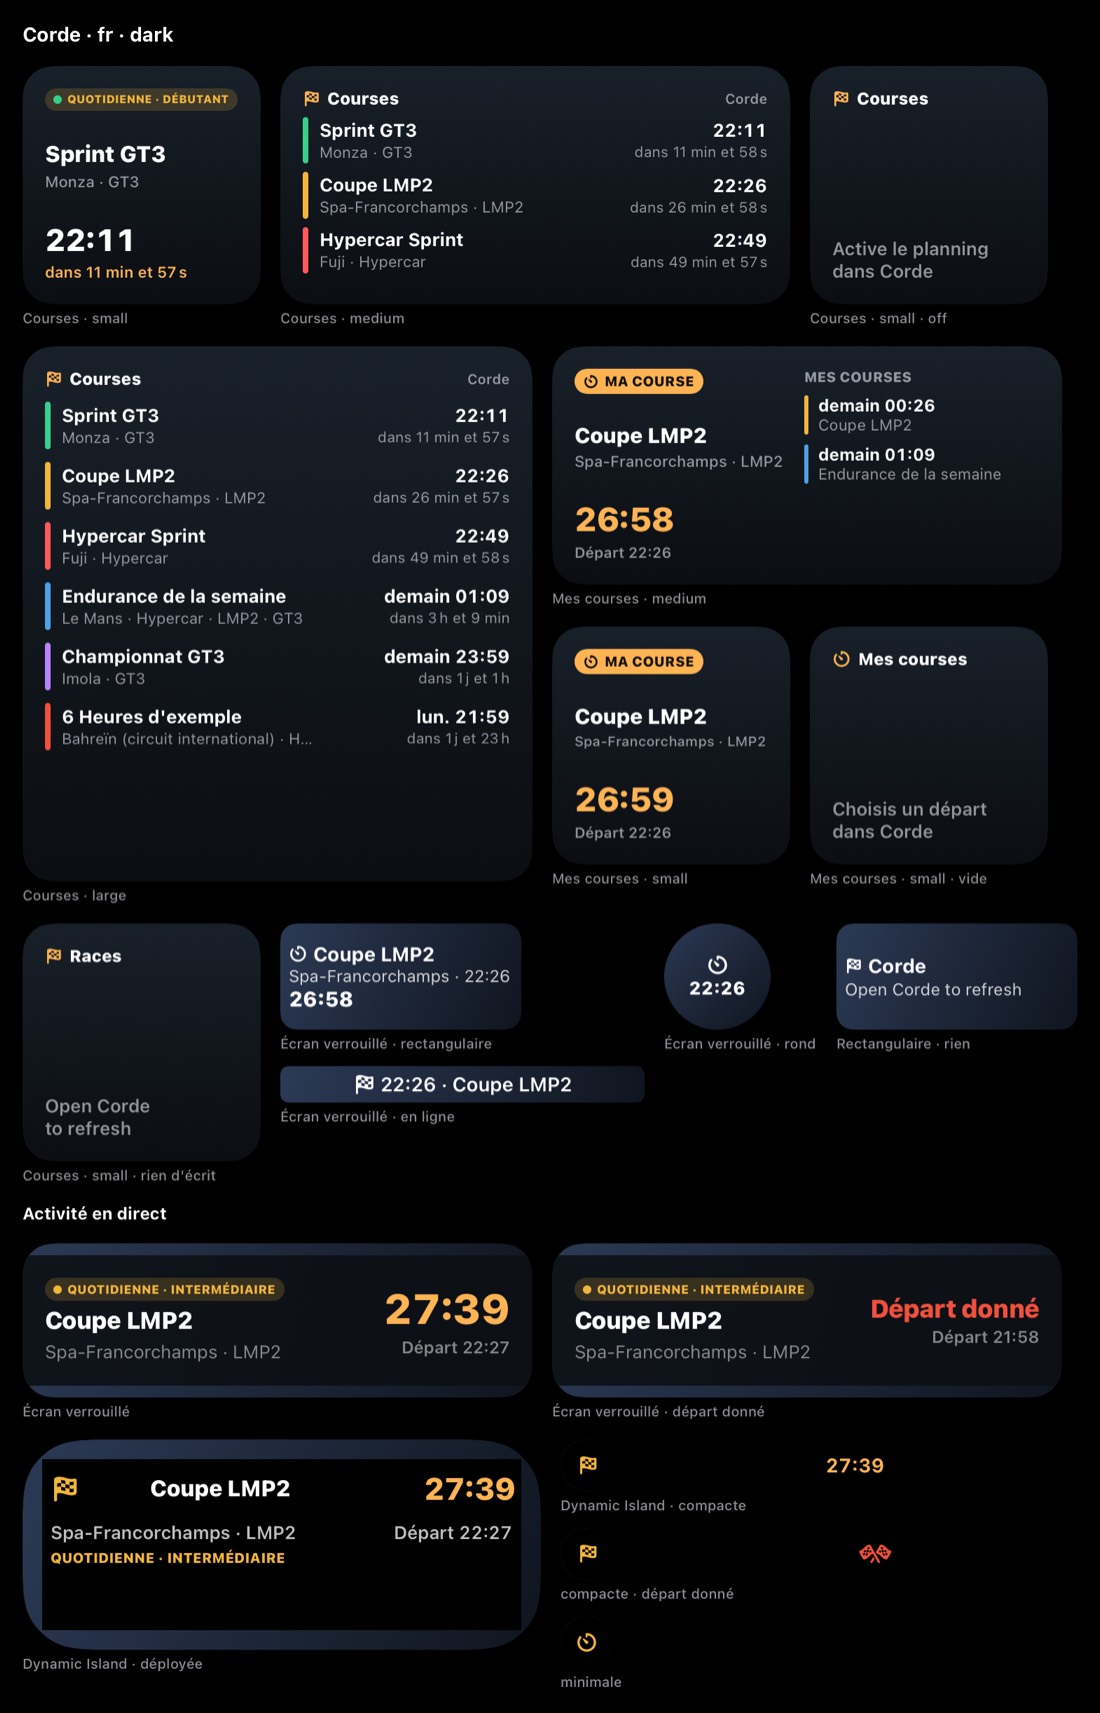 Corde · fr · dark
QUOTIDIENNE · DÉBUTANT
Sprint GT3
Monza · GT3
22:11
dans 11 min et 57 s
Courses · small
Courses
Corde
Sprint GT3
22:11
Monza · GT3
dans 11 min et 58 s
Coupe LMP2
22:26
Spa-Francorchamps · LMP2
dans 26 min et 58 s
Hypercar Sprint
22:49
Fuji · Hypercar
dans 49 min et 57 s
Courses · medium
Courses
Active le planning
dans Corde
Courses · small · off
Courses
Corde
Sprint GT3
22:11
Monza · GT3
dans 11 min et 57 s
Coupe LMP2
22:26
Spa-Francorchamps · LMP2
dans 26 min et 57 s
Hypercar Sprint
22:49
Fuji · Hypercar
dans 49 min et 58 s
Endurance de la semaine
demain 01:09
Le Mans · Hypercar · LMP2 · GT3
dans 3 h et 9 min
Championnat GT3
demain 23:59
Imola · GT3
dans 1 j et 1 h
6 Heures d'exemple
lun. 21:59
Bahreïn (circuit international) · H...
dans 1 j et 23 h
Courses · large
MA COURSE
Coupe LMP2
Spa-Francorchamps · LMP2
26:58
Départ 22:26
MES COURSES
demain 00:26
Coupe LMP2
demain 01:09
Endurance de la semaine
Mes courses · medium
MA COURSE
Coupe LMP2
Spa-Francorchamps · LMP2
26:59
Départ 22:26
Mes courses · small
Mes courses
Choisis un départ
dans Corde
Mes courses · small · vide
Races
Open Corde
to refresh
Courses · small · rien d'écrit
Coupe LMP2
Spa-Francorchamps · 22:26
26:58
Écran verrouillé · rectangulaire
22:26
Écran verrouillé · rond
Corde
Open Corde to refresh
Rectangulaire · rien
22:26 · Coupe LMP2
Écran verrouillé · en ligne
Activité en direct
QUOTIDIENNE · INTERMÉDIAIRE
Coupe LMP2
Spa-Francorchamps · LMP2
27:39
Départ 22:27
Écran verrouillé
QUOTIDIENNE · INTERMÉDIAIRE
Coupe LMP2
Spa-Francorchamps · LMP2
Départ donné
Départ 21:58
Écran verrouillé · départ donné
Coupe LMP2
27:39
Spa-Francorchamps · LMP2
Départ 22:27
QUOTIDIENNE · INTERMÉDIAIRE
Dynamic Island · déployée
27:39
Dynamic Island · compacte
compacte · départ donné
minimale